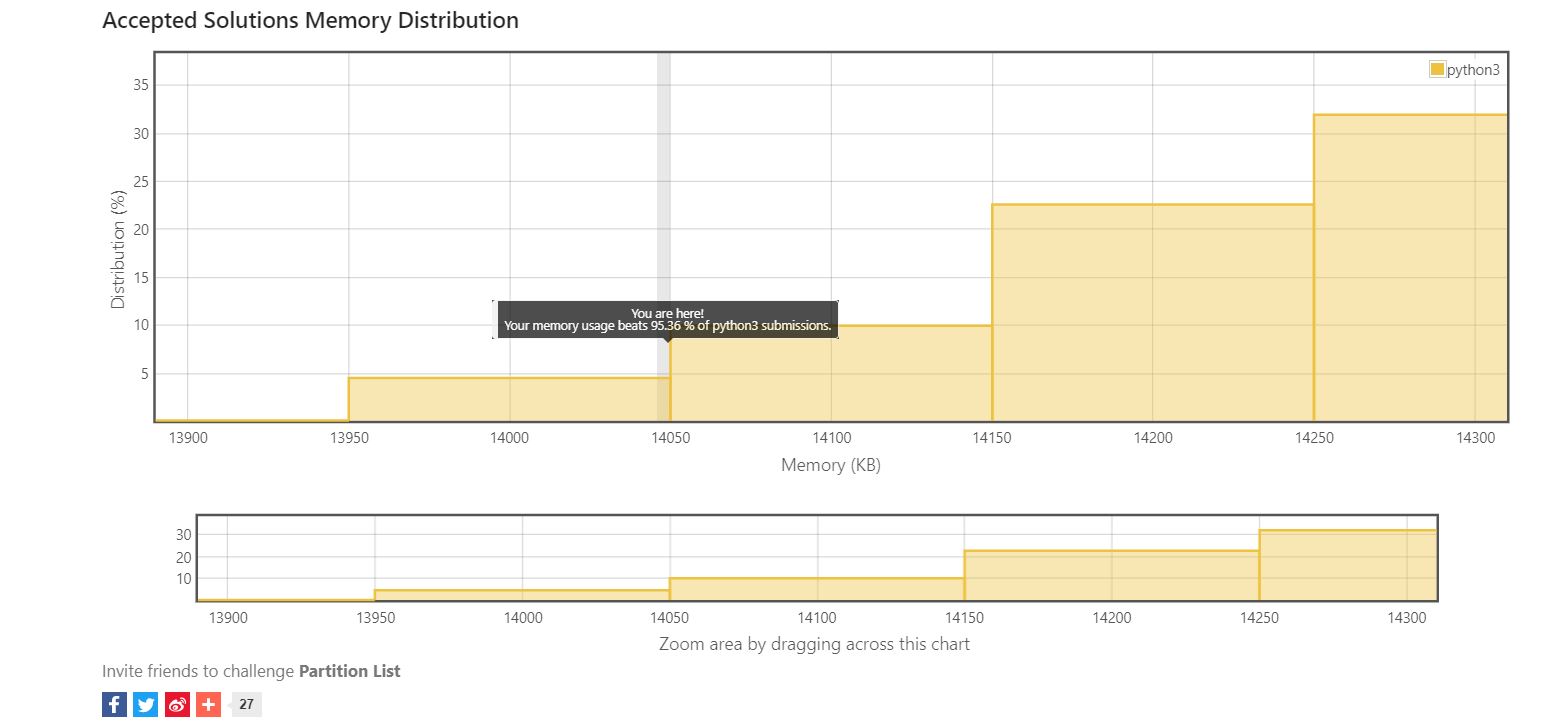 Accepted Solutions Memory Distribution
python3
35
30
25
20
15
10
5
Distribution (%)
You are here!
Your memory usage beats 95.36 % of python3 submissions.
13900 13950 14000 14050 14100 14150 14200 14250 14300
Memory (KB)
30
20
10
13900 13950 14000 14050 14100 14150 14200 14250 14300
Zoom area by dragging across this chart
Invite friends to challenge Partition List
27